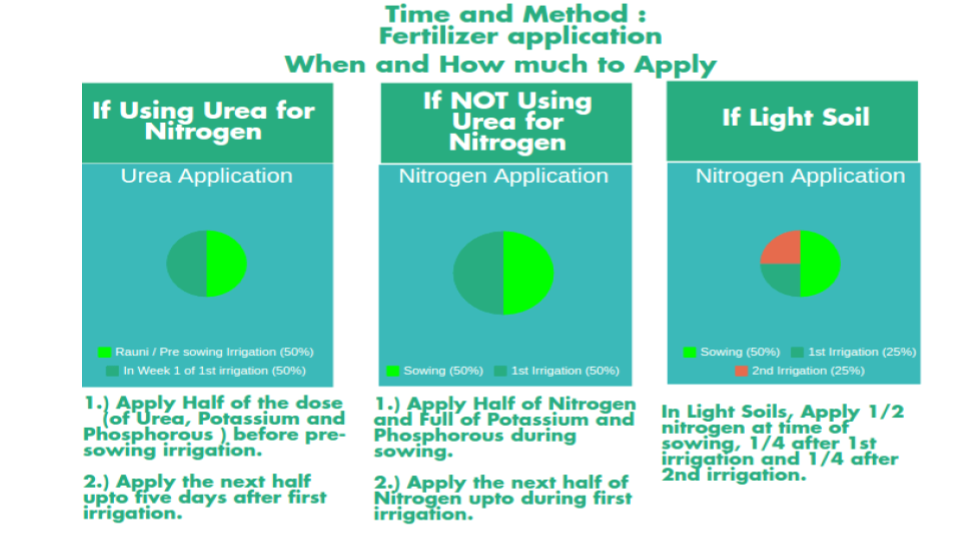 Time and Method :
Fertilizer application
When and How much to Apply
If Using Urea for
Nitrogen
Urea Application
Rauni / Pre sowing Irrigation (50%)
In Week 1 of 1st irrigation (50%)
1.) Apply Half of the dose
(of Urea, Potassium and
Phosphorous ) before pre-
sowing irrigation.
2.) Apply the next half
upto five days after first
irrigation.
If NOT Using
Urea for
Nitrogen
Nitrogen Application
Sowing (50%) 1st Irrigation (50%)
1.) Apply Half of Nitrogen
and Full of Potassium and
Phosphorous during
sowing.
2.) Apply the next half of
Nitrogen upto during first
irrigation.
If Light Soil
Nitrogen Application
Sowing (50%) 1st Irrigation (25%)
2nd Irrigation (25%)
In Light Soils, Apply 1/2
nitrogen at time of
sowing, 1/4 after 1st
irrigation and 1/4 after
2nd irrigation.